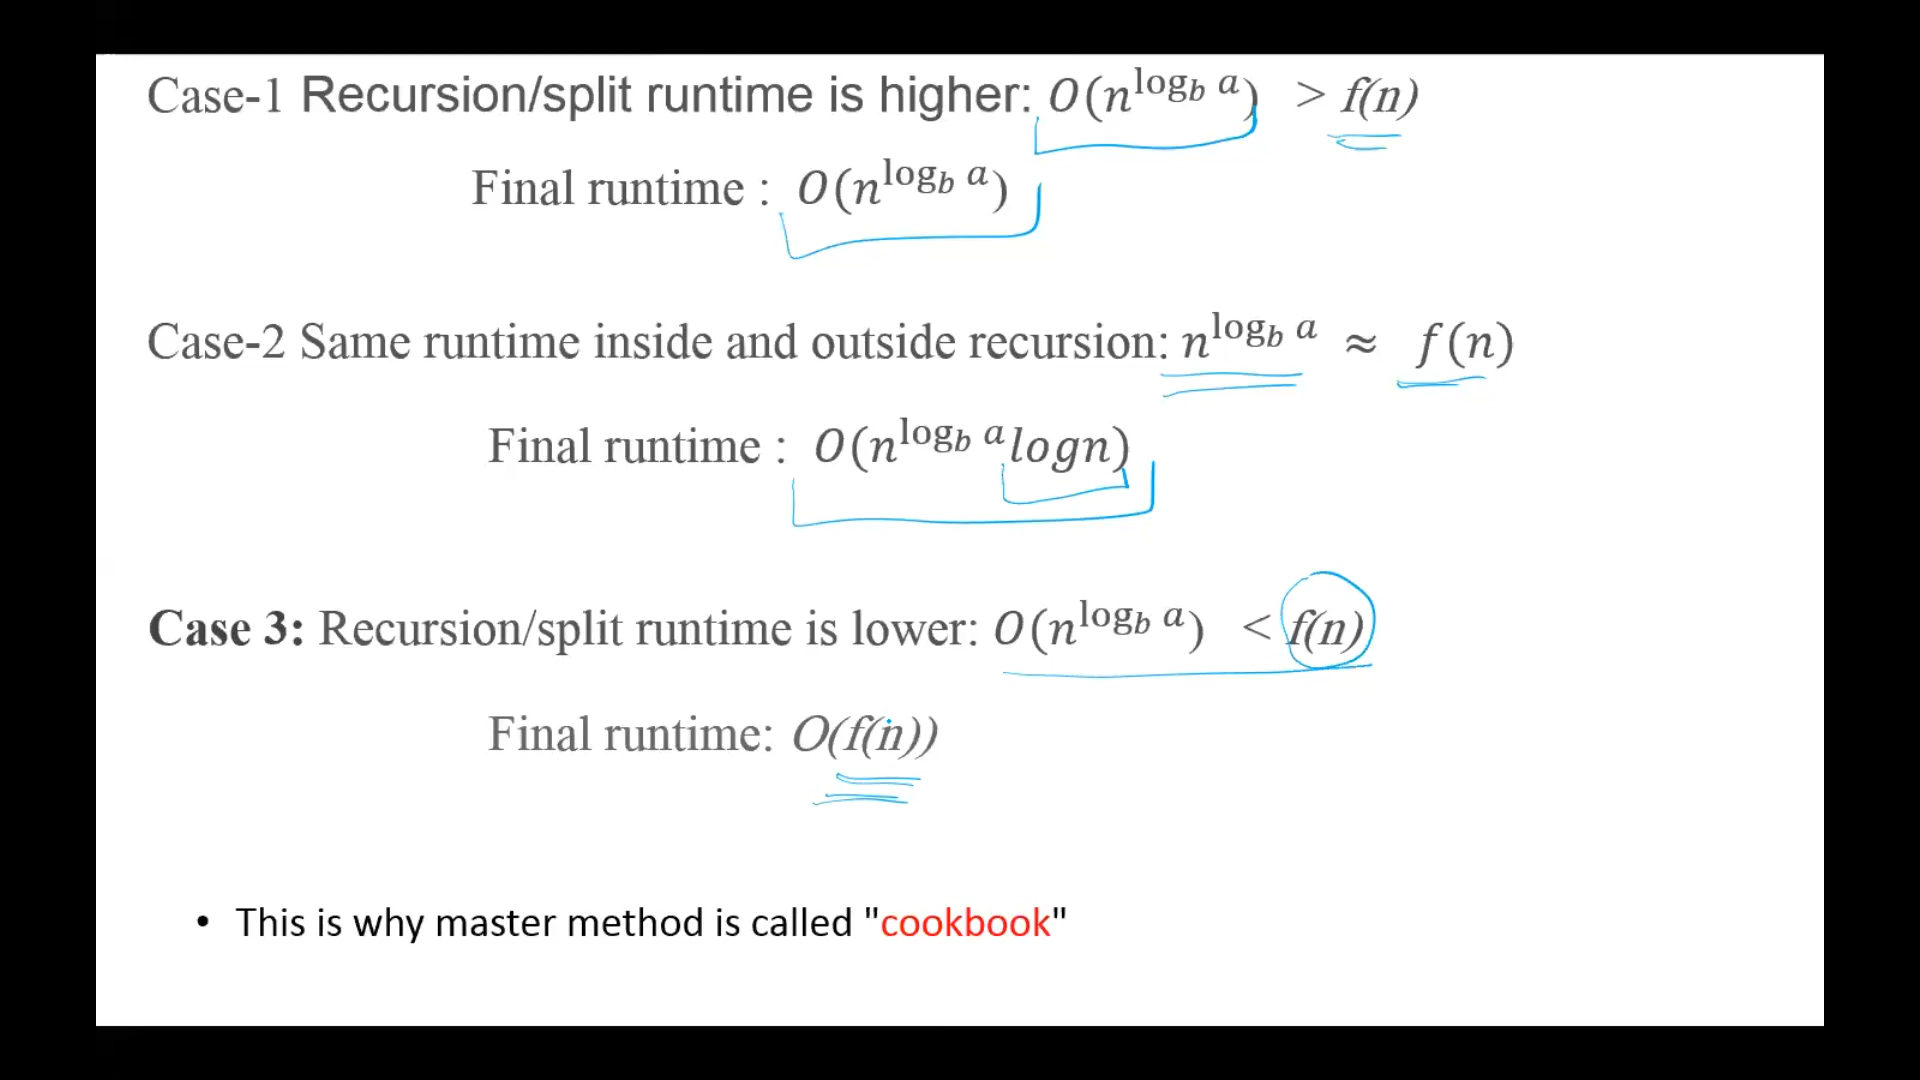 Case-1 Recursion/split runtime is higher: O(n^{log_b a}) > f(n)
Final runtime : O(n^{log_b a})
Case-2 Same runtime inside and outside recursion: n^{log_b a} ≈ f(n)
Final runtime : O(n^{log_b a} logn)
Case 3: Recursion/split runtime is lower: O(n^{log_b a}) < f(n)
Final runtime: O(f(n))
• This is why master method is called "cookbook"